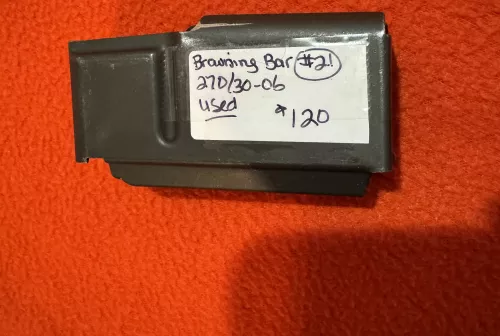 Browning Bar #21
270/30-06
used
$120